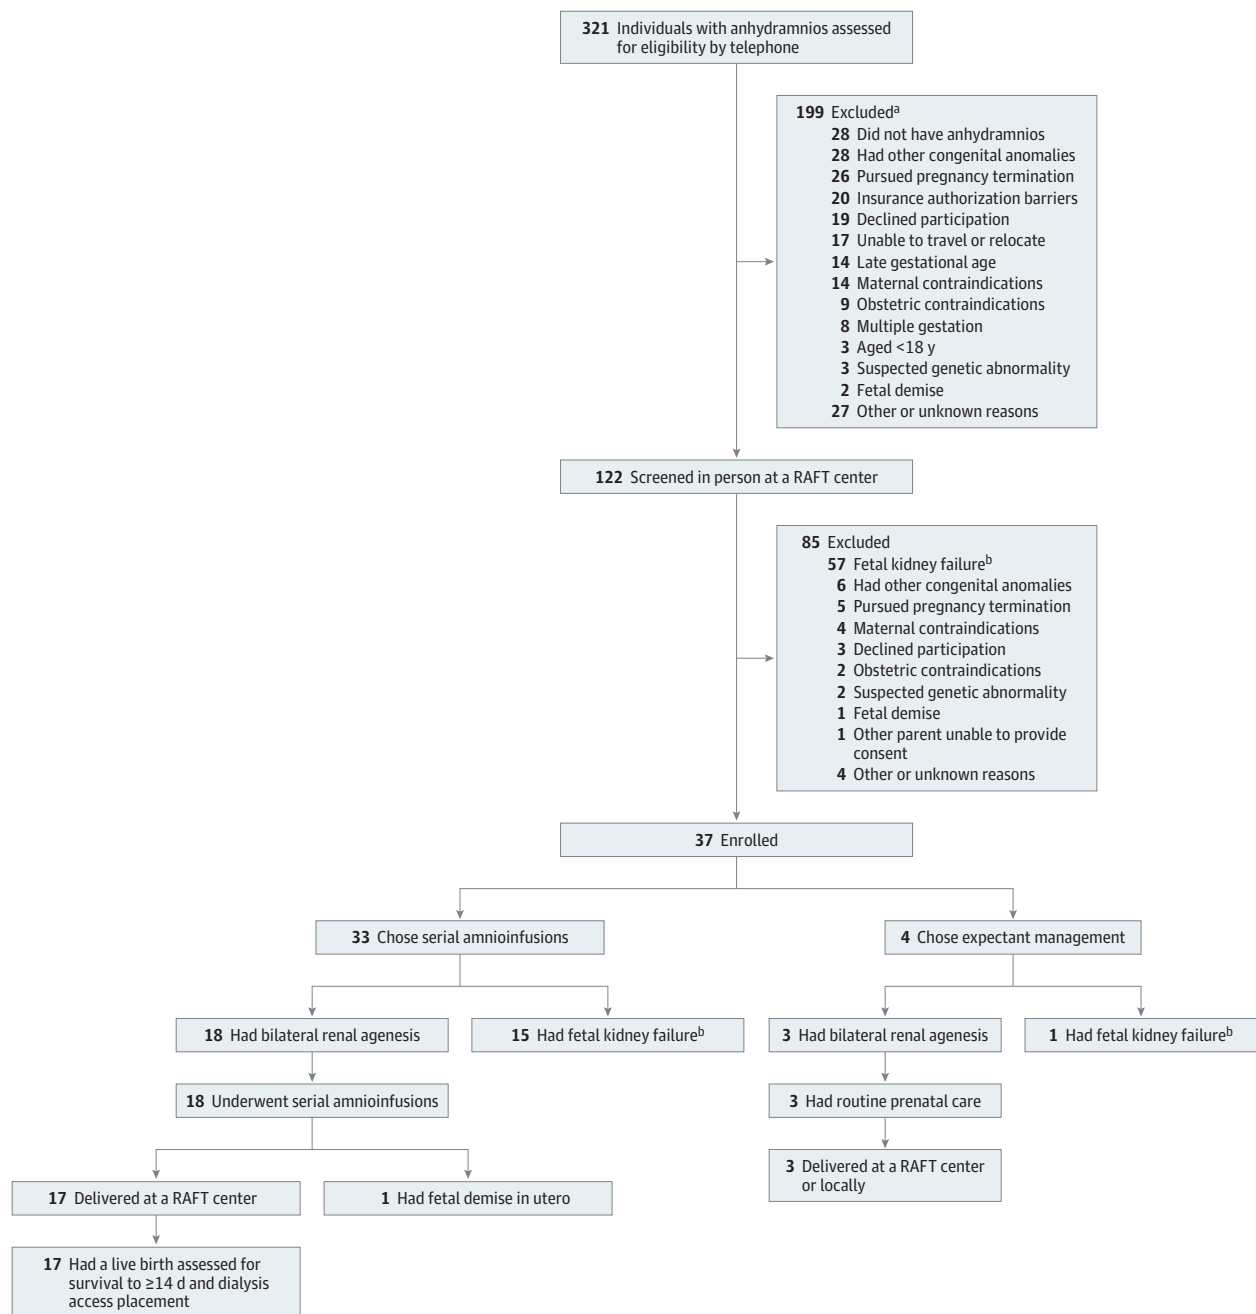 321 Individuals with anhydramnios assessed
for eligibility by telephone
199 Excludedᵃ
28 Did not have anhydramnios
28 Had other congenital anomalies
26 Pursued pregnancy termination
20 Insurance authorization barriers
19 Declined participation
17 Unable to travel or relocate
14 Late gestational age
14 Maternal contraindications
9 Obstetric contraindications
8 Multiple gestation
3 Aged <18 y
3 Suspected genetic abnormality
2 Fetal demise
27 Other or unknown reasons
122 Screened in person at a RAFT center
85 Excluded
57 Fetal kidney failureᵇ
6 Had other congenital anomalies
5 Pursued pregnancy termination
4 Maternal contraindications
3 Declined participation
2 Obstetric contraindications
2 Suspected genetic abnormality
1 Fetal demise
1 Other parent unable to provide
consent
4 Other or unknown reasons
37 Enrolled
33 Chose serial amnioinfusions
4 Chose expectant management
18 Had bilateral renal agenesis
15 Had fetal kidney failureᵇ
3 Had bilateral renal agenesis
1 Had fetal kidney failureᵇ
18 Underwent serial amnioinfusions
3 Had routine prenatal care
17 Delivered at a RAFT center
1 Had fetal demise in utero
3 Delivered at a RAFT center
or locally
17 Had a live birth assessed for
survival to ≥14 d and dialysis
access placement